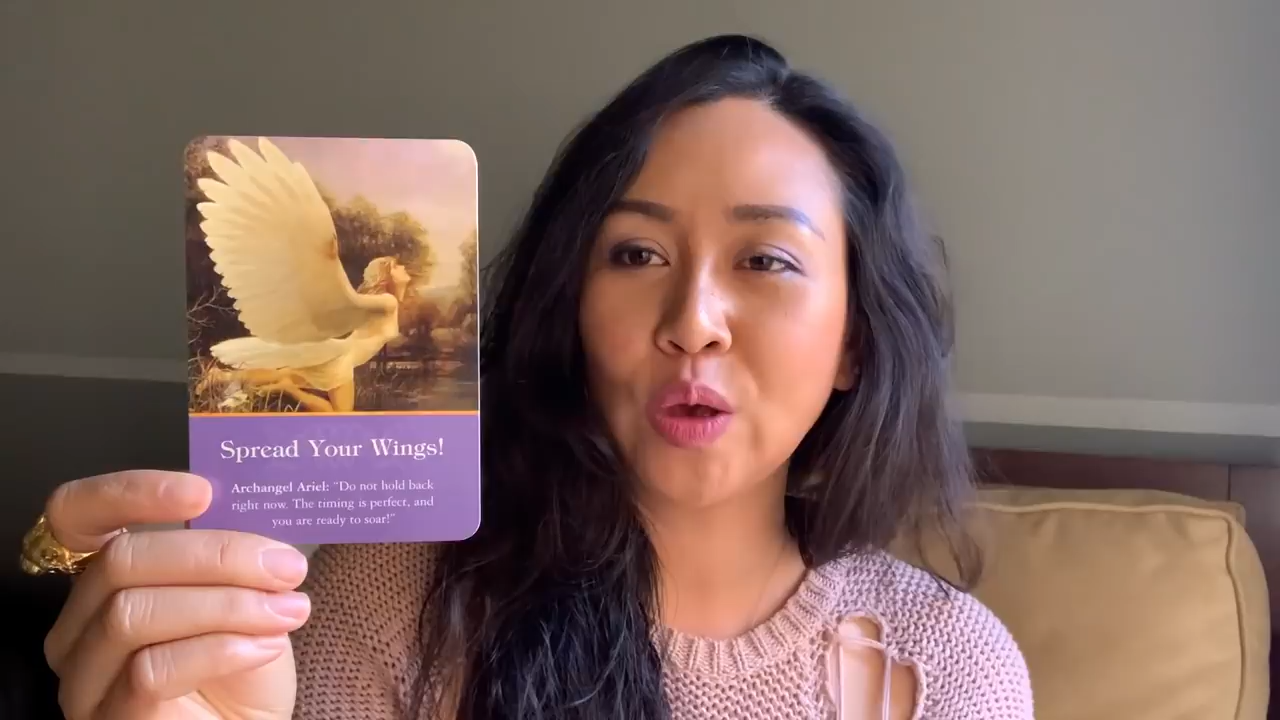 Spread Your Wings!
Archangel Ariel: “Do not hold back
right now. The timing is perfect, and
you are ready to soar!”